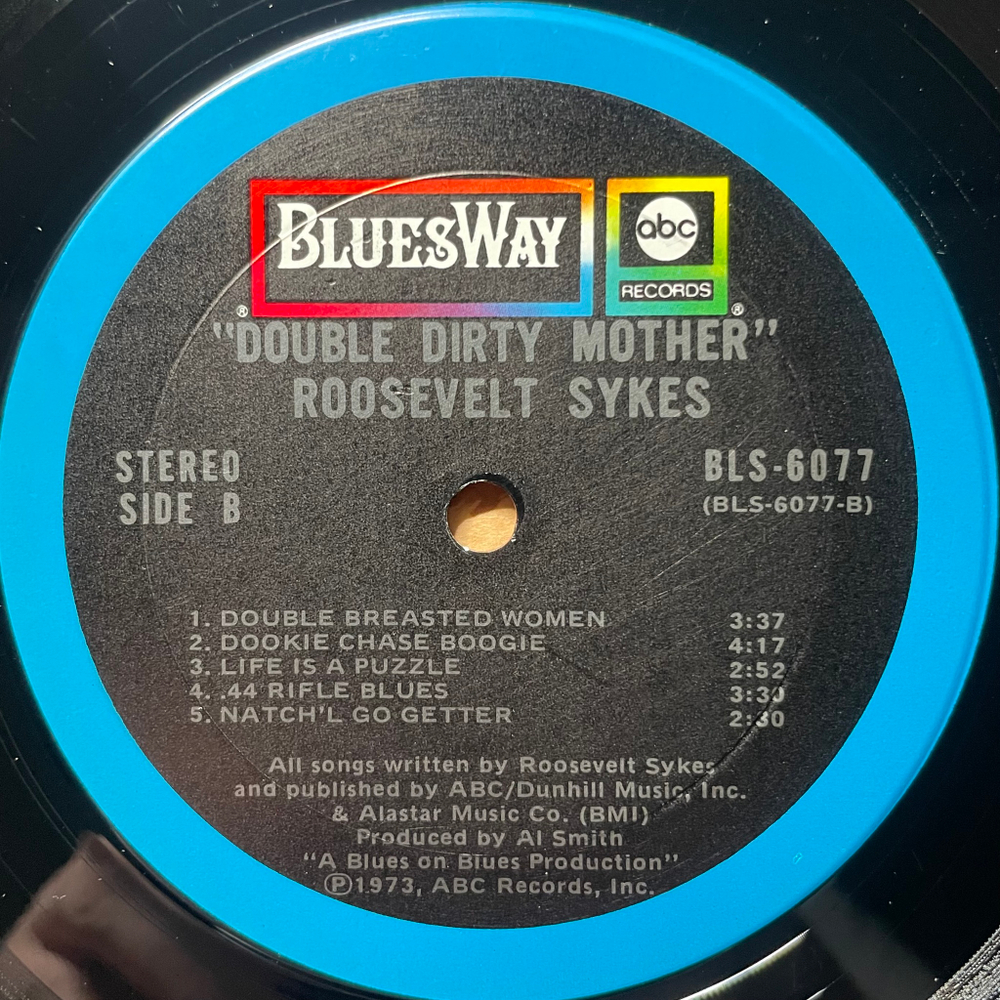 BLUESWAY
abc
RECORDS
® ®
"DOUBLE DIRTY MOTHER"
ROOSEVELT SYKES
STEREO
SIDE B
BLS-6077
(BLS-6077-B)
1. DOUBLE BREASTED WOMEN 3:37
2. DOOKIE CHASE BOOGIE 4:17
3. LIFE IS A PUZZLE 2:52
4. .44 RIFLE BLUES 3:30
5. NATCH'L GO GETTER 2:30
All songs written by Roosevelt Sykes
and published by ABC/Dunhill Music, Inc.
& Alastar Music Co. (BMI)
Produced by Al Smith
"A Blues on Blues Production"
Ⓟ1973, ABC Records, Inc.